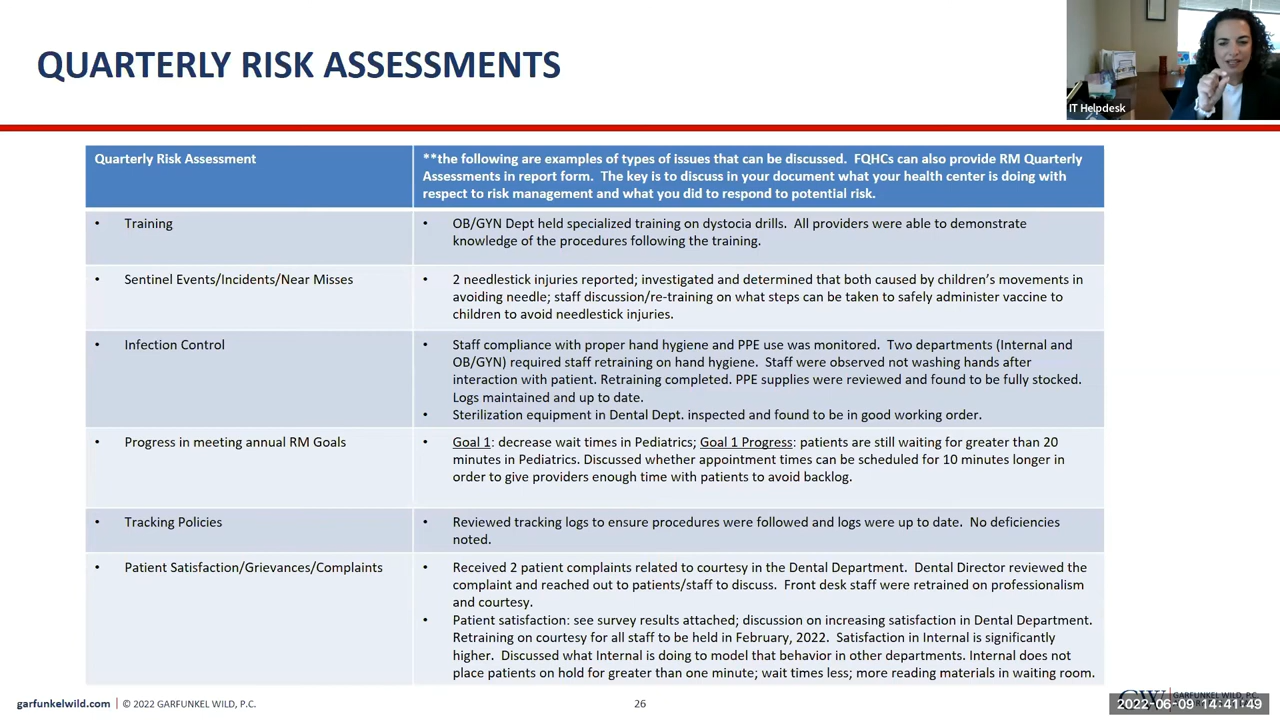 QUARTERLY RISK ASSESSMENTS
IT Helpdesk
Quarterly Risk Assessment
**the following are examples of types of issues that can be discussed. FQHCs can also provide RM Quarterly
Assessments in report form. The key is to discuss in your document what your health center is doing with
respect to risk management and what you did to respond to potential risk.
• Training
• OB/GYN Dept held specialized training on dystocia drills. All providers were able to demonstrate
knowledge of the procedures following the training.
• Sentinel Events/Incidents/Near Misses
• 2 needlestick injuries reported; investigated and determined that both caused by children's movements in
avoiding needle; staff discussion/re-training on what steps can be taken to safely administer vaccine to
children to avoid needlestick injuries.
• Infection Control
• Staff compliance with proper hand hygiene and PPE use was monitored. Two departments (Internal and
OB/GYN) required staff retraining on hand hygiene. Staff were observed not washing hands after
interaction with patient. Retraining completed. PPE supplies were reviewed and found to be fully stocked.
Logs maintained and up to date.
• Sterilization equipment in Dental Dept. inspected and found to be in good working order.
• Progress in meeting annual RM Goals
• Goal 1: decrease wait times in Pediatrics; Goal 1 Progress: patients are still waiting for greater than 20
minutes in Pediatrics. Discussed whether appointment times can be scheduled for 10 minutes longer in
order to give providers enough time with patients to avoid backlog.
• Tracking Policies
• Reviewed tracking logs to ensure procedures were followed and logs were up to date. No deficiencies
noted.
• Patient Satisfaction/Grievances/Complaints
• Received 2 patient complaints related to courtesy in the Dental Department. Dental Director reviewed the
complaint and reached out to patients/staff to discuss. Front desk staff were retrained on professionalism
and courtesy.
• Patient satisfaction: see survey results attached; discussion on increasing satisfaction in Dental Department.
Retraining on courtesy for all staff to be held in February, 2022. Satisfaction in Internal is significantly
higher. Discussed what Internal is doing to model that behavior in other departments. Internal does not
place patients on hold for greater than one minute; wait times less; more reading materials in waiting room.
garfunkelwild.com | © 2022 GARFUNKEL WILD, P.C.
26
GARFUNKEL WILD, P.C.
2022-06-09 14:41:49